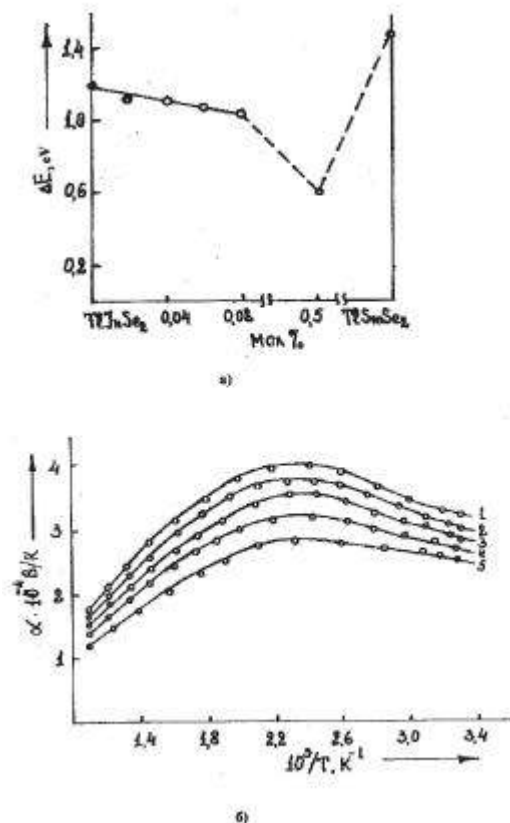 1,4
1,0
0,6
0,2
ΔE, eV
TlInSe₂ 0,04 0,08 0,5 TlSmSe₂
мол %
а)
4
3
2
1
α·10⁻⁴ В/К
1
2
3
4
5
1,4 1,8 2,2 2,6 3,0 3,4
10³/T, K⁻¹
б)